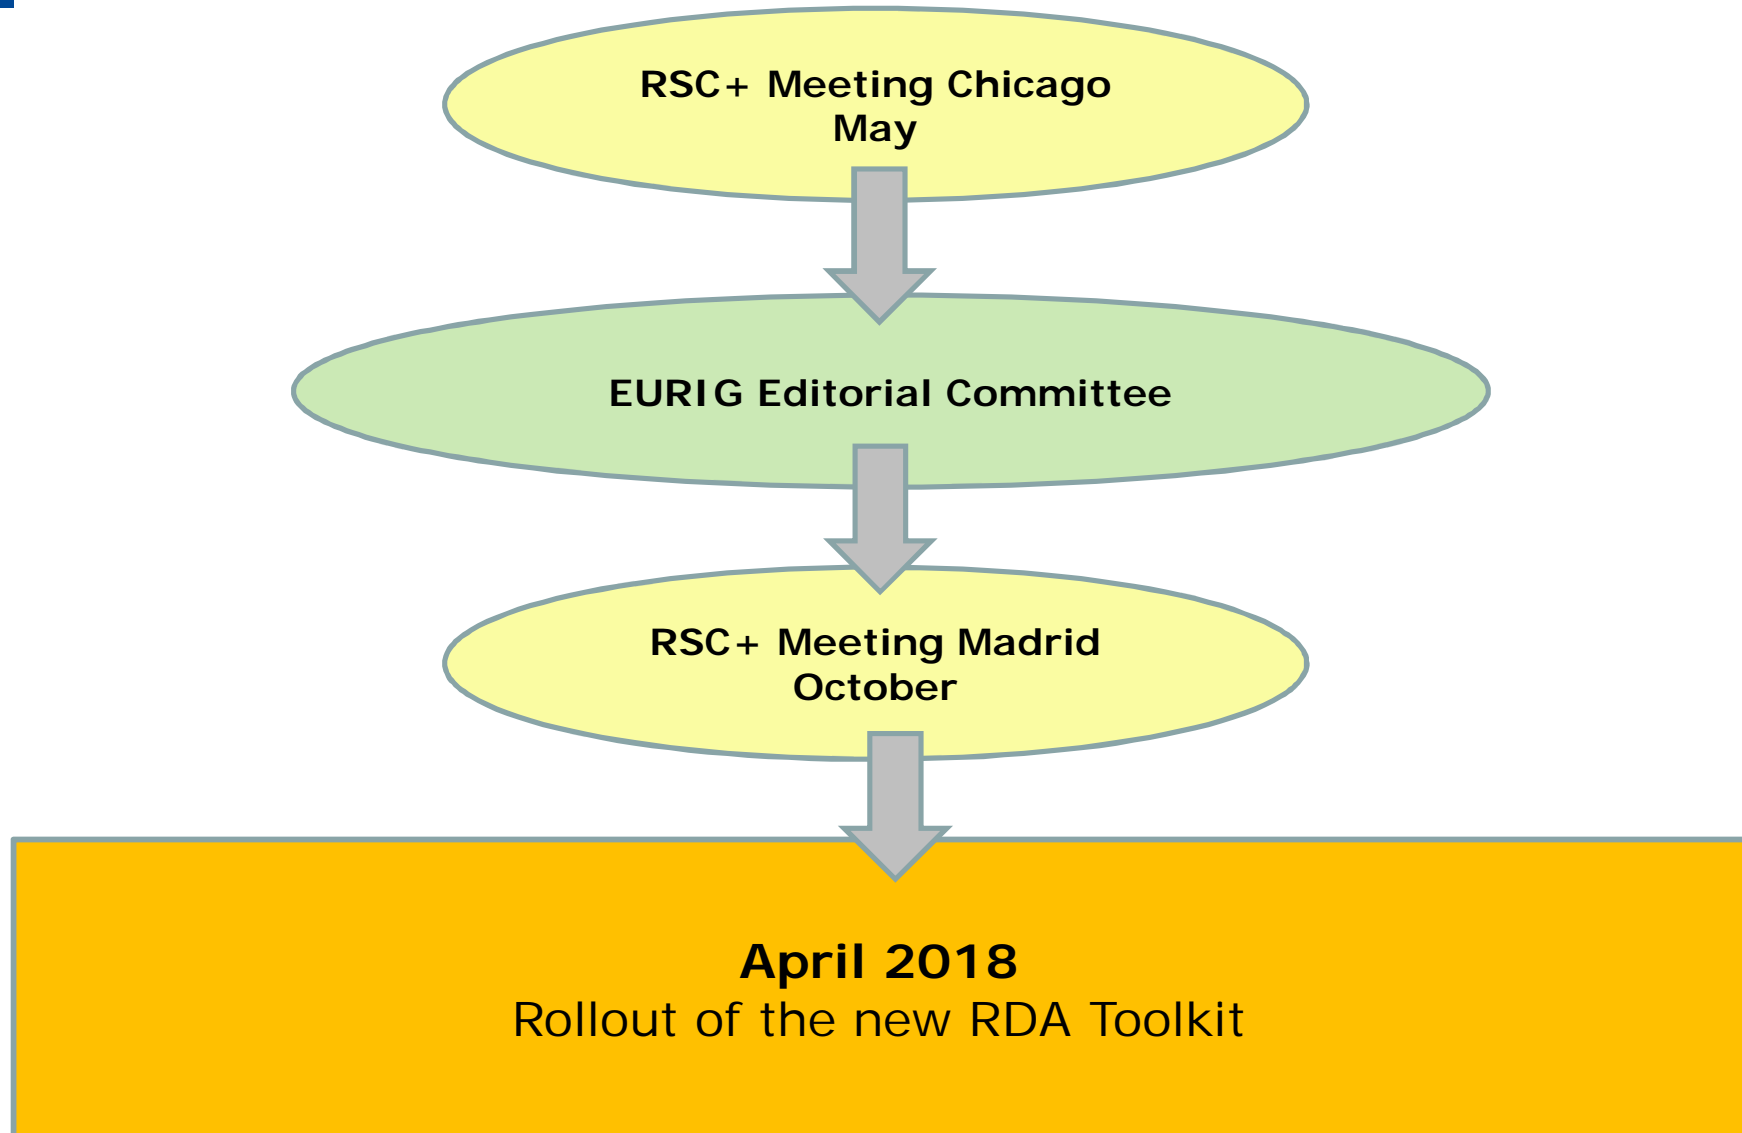 RSC+ Meeting Chicago
May
EURIG Editorial Committee
RSC+ Meeting Madrid
October
April 2018
Rollout of the new RDA Toolkit